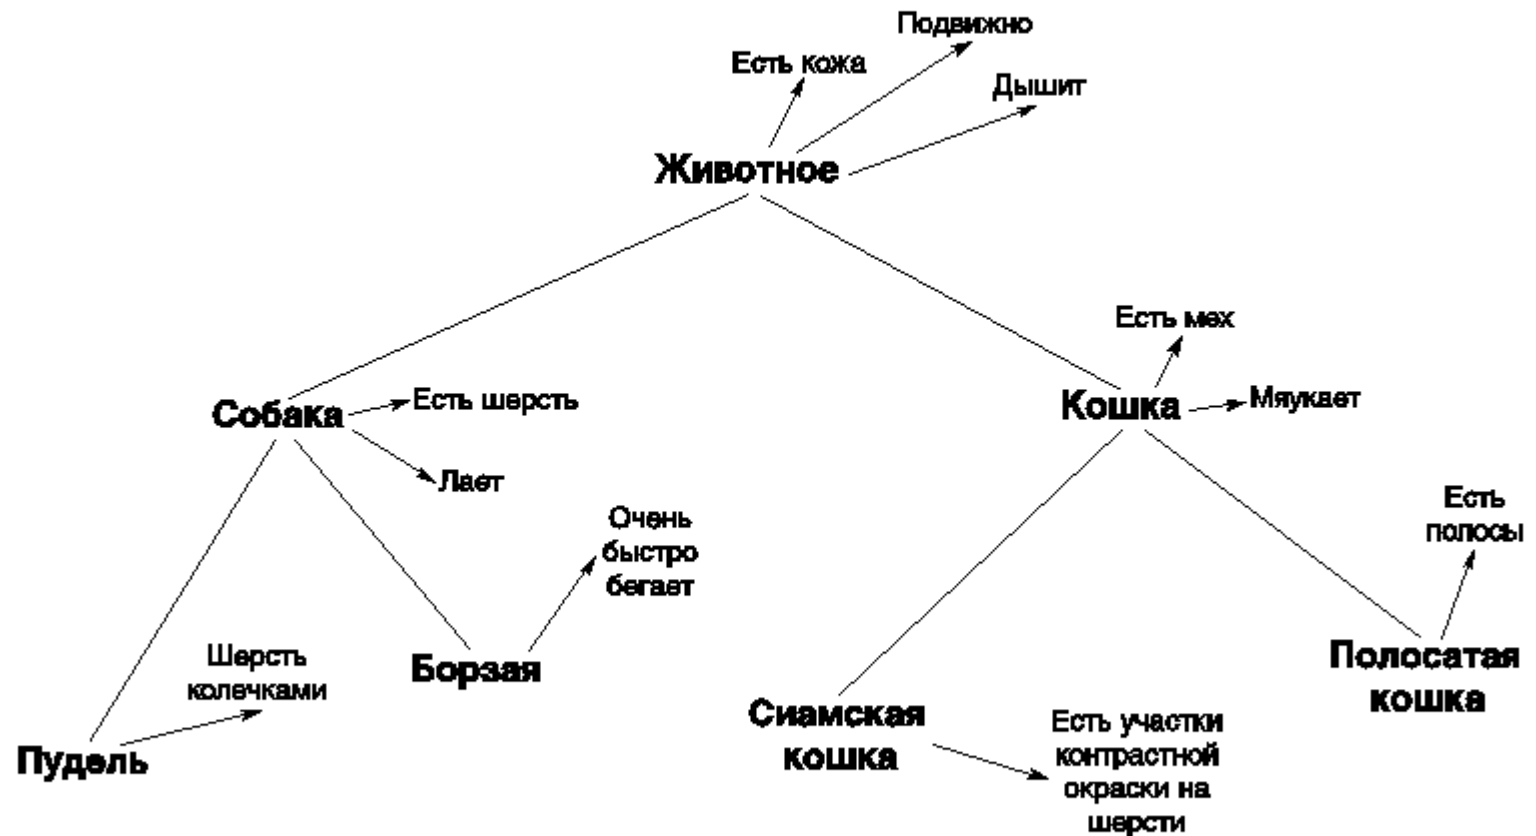 Подвижно
Есть кожа
Дышит
Животное
Есть мех
Собака
Есть шерсть
Кошка
Мяукает
Лает
Очень
быстро
бегает
Есть
полосы
Шерсть
колечками
Борзая
Полосатая
кошка
Пудель
Сиамская
кошка
Есть участки
контрастной
окраски на
шерсти